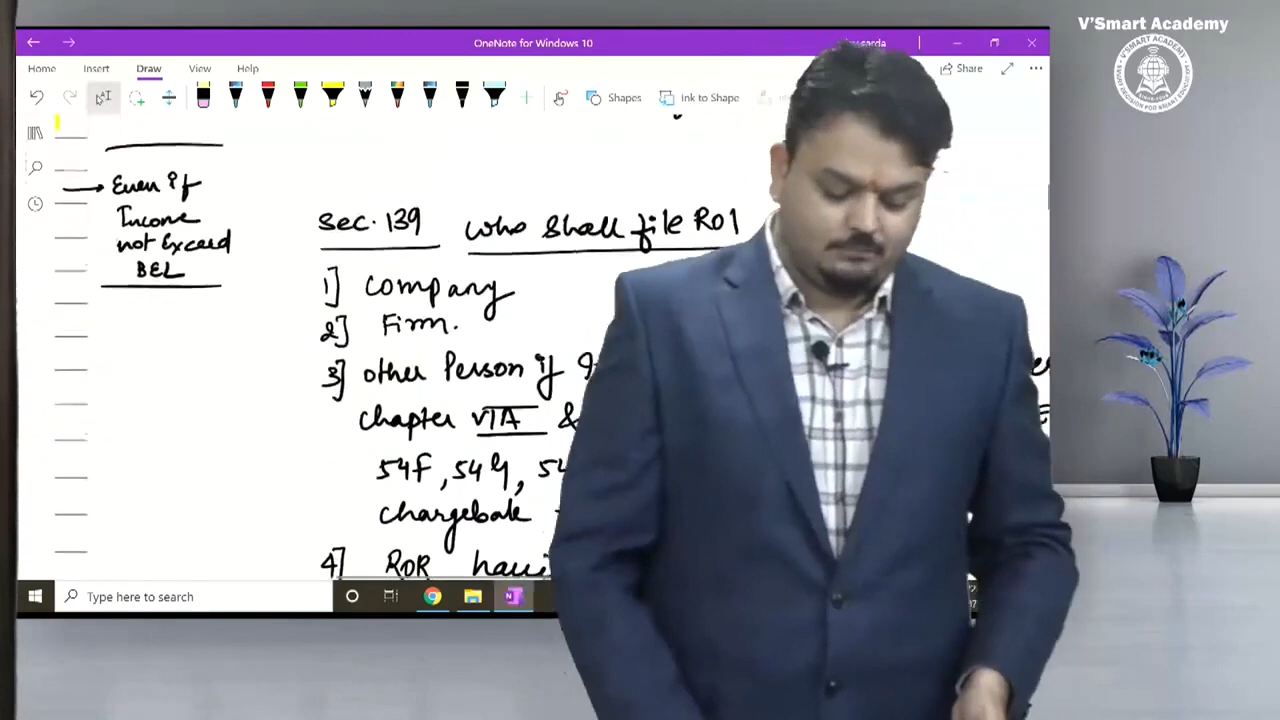 V'Smart Academy
OneNote for Windows 10
Home Insert Draw View Help
Share
Shapes Ink to Shape
Even if
Income
not Exceed
BEL
Sec. 139 Who Shall file ROI
1] Company
2] Firm.
3] other Person if
chapter VIA &
54F, 54G, 54
chargebale
4] ROR
Type here to search